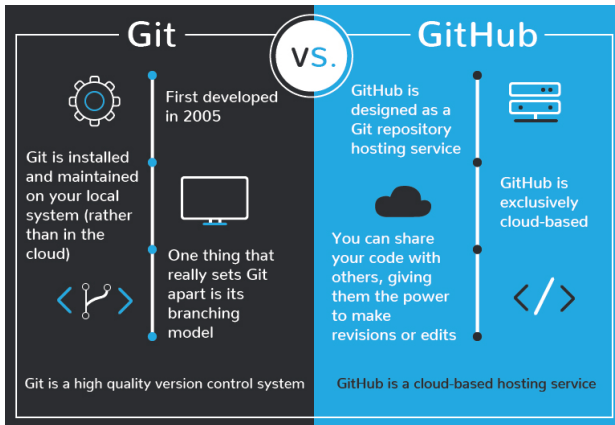 Git
vs.
GitHub
First developed
in 2005
Git is installed
and maintained
on your local
system (rather
than in the
cloud)
One thing that
really sets Git
apart is its
branching
model
Git is a high quality version control system
GitHub is
designed as a
Git repository
hosting service
GitHub is
exclusively
cloud-based
You can share
your code with
others, giving
them the power
to make
revisions or edits
GitHub is a cloud-based hosting service